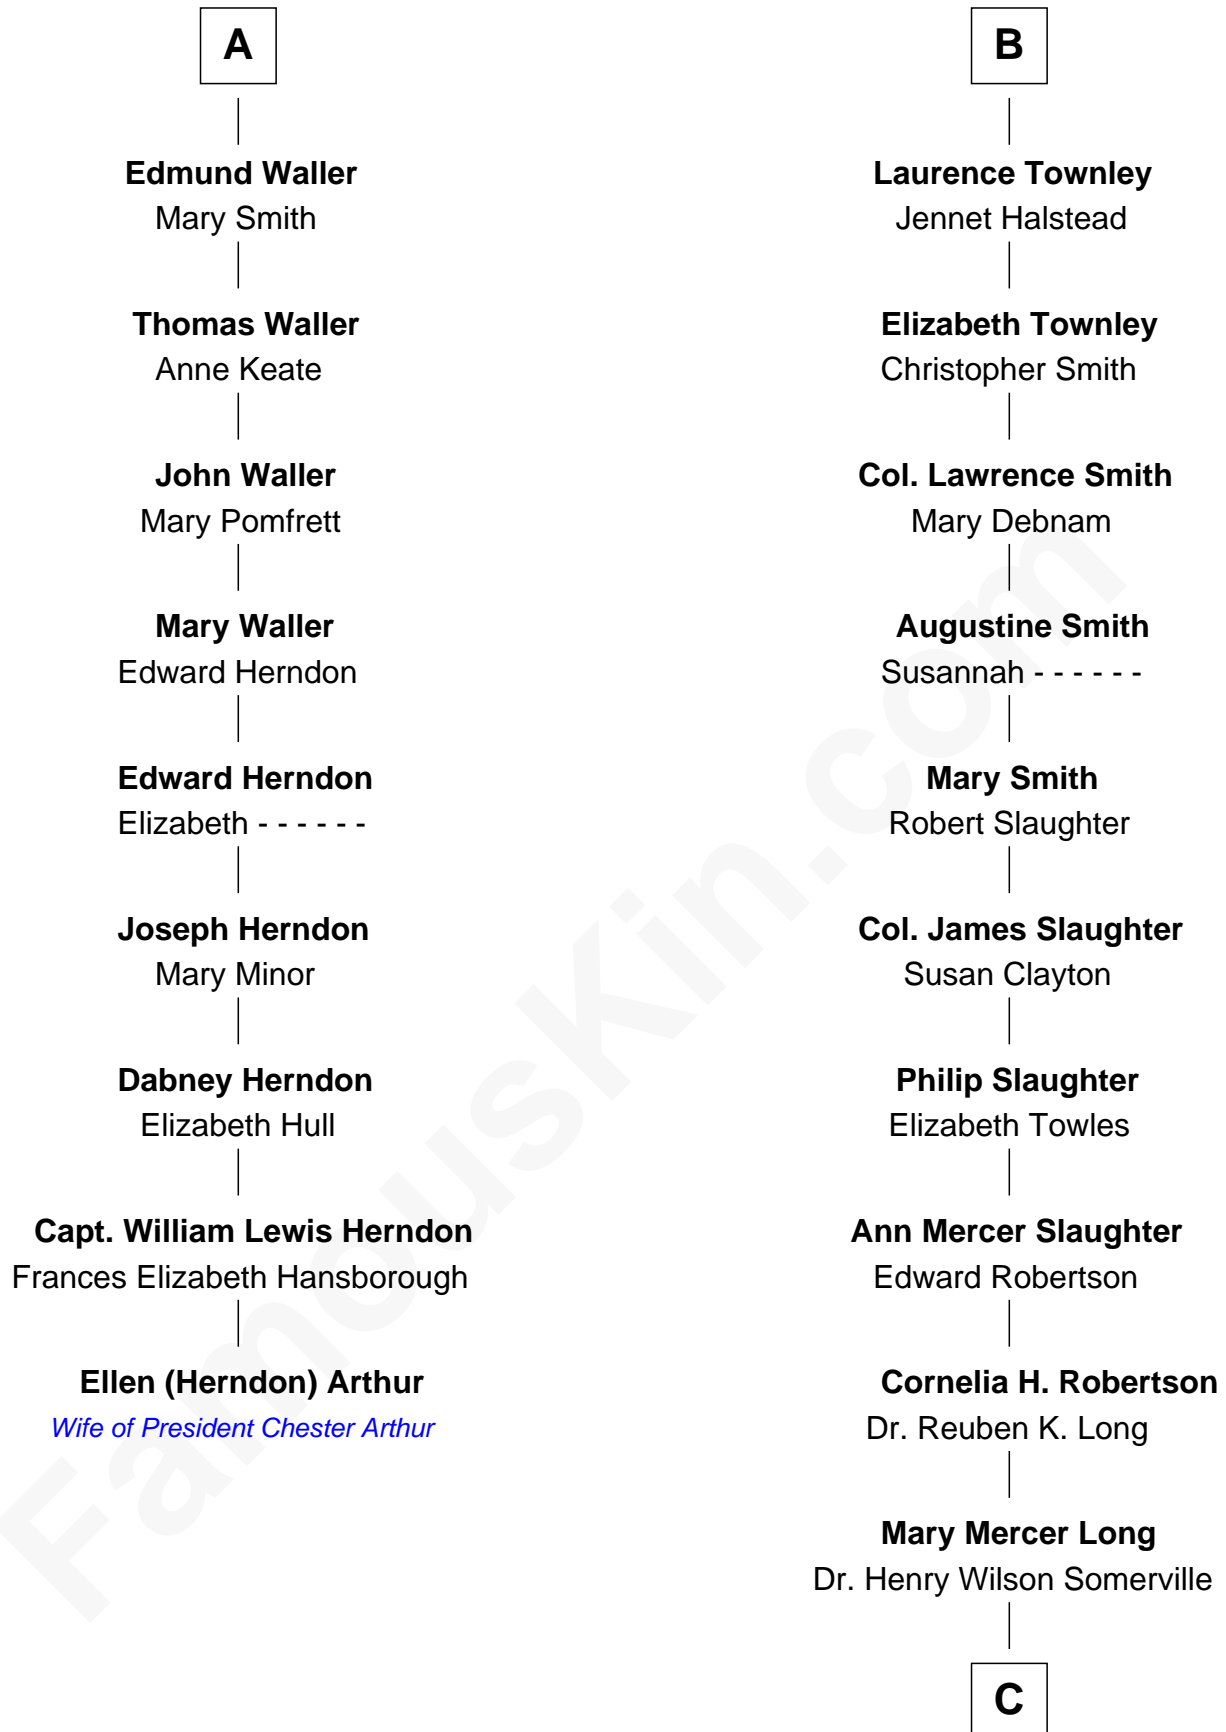 A
Edmund Waller
Mary Smith
Thomas Waller
Anne Keate
John Waller
Mary Pomfrett
Mary Waller
Edward Herndon
Edward Herndon
Elizabeth - - - - - -
Joseph Herndon
Mary Minor
Dabney Herndon
Elizabeth Hull
Capt. William Lewis Herndon
Frances Elizabeth Hansborough
Ellen (Herndon) Arthur
Wife of President Chester Arthur
B
Laurence Townley
Jennet Halstead
Elizabeth Townley
Christopher Smith
Col. Lawrence Smith
Mary Debnam
Augustine Smith
Susannah - - - - - -
Mary Smith
Robert Slaughter
Col. James Slaughter
Susan Clayton
Philip Slaughter
Elizabeth Towles
Ann Mercer Slaughter
Edward Robertson
Cornelia H. Robertson
Dr. Reuben K. Long
Mary Mercer Long
Dr. Henry Wilson Somerville
C
FamousKin.com